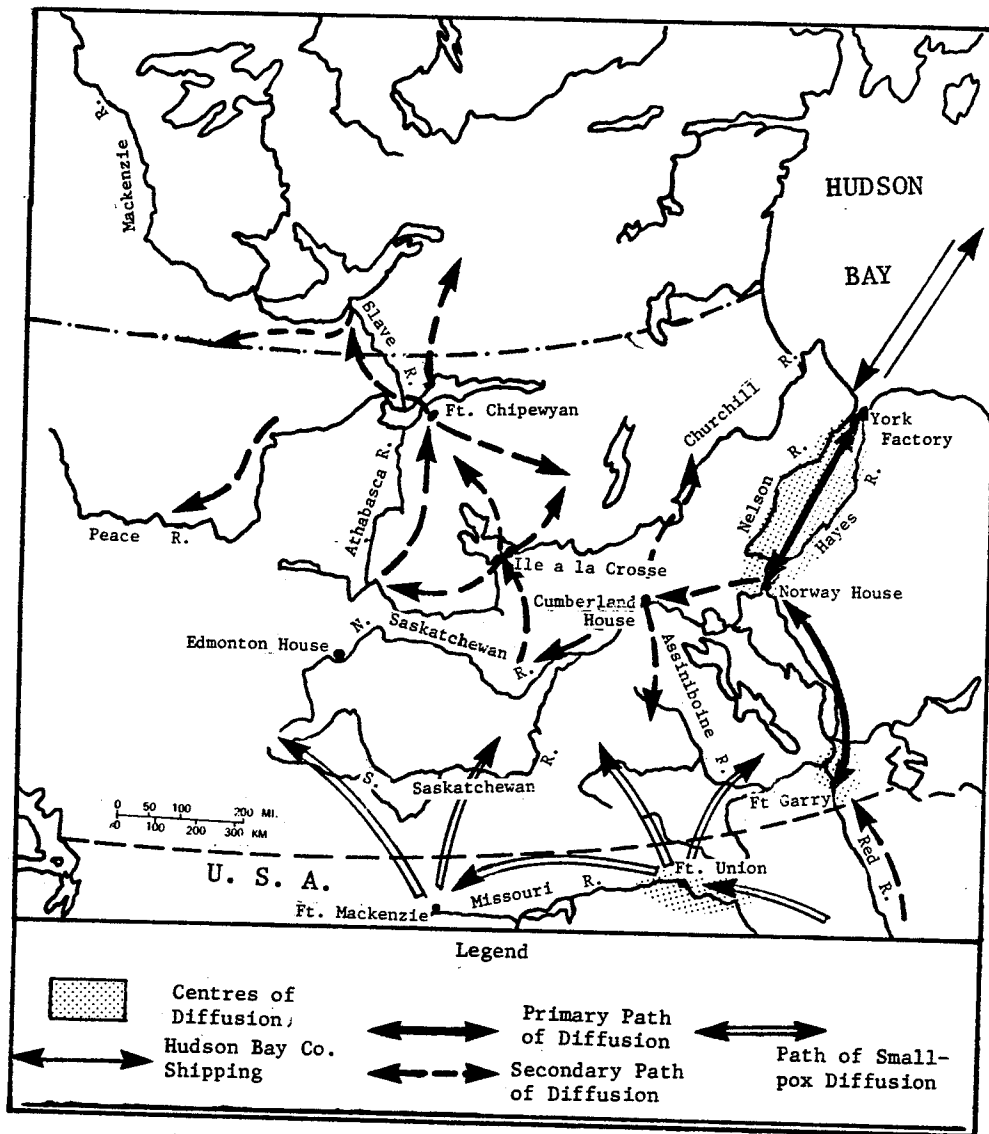 HUDSON
BAY
Mackenzie
R.
Slave
R.
Ft. Chipewyan
Churchill
R.
York
Factory
Nelson
R.
Hayes
R.
Athabasca R.
Peace R.
Ile a la Crosse
Cumberland
House
Norway House
N. Saskatchewan
R.
Edmonton House
Assiniboine
R.
S.
Saskatchewan
R.
0 50 100 200 MI.
0 100 200 300 KM
Ft Garry
Red R.
U. S. A.
Ft. Union
Missouri R.
Ft. Mackenzie
Legend
Centres of
Diffusion
Hudson Bay Co.
Shipping
Primary Path
of Diffusion
Secondary Path
of Diffusion
Path of Small-
pox Diffusion